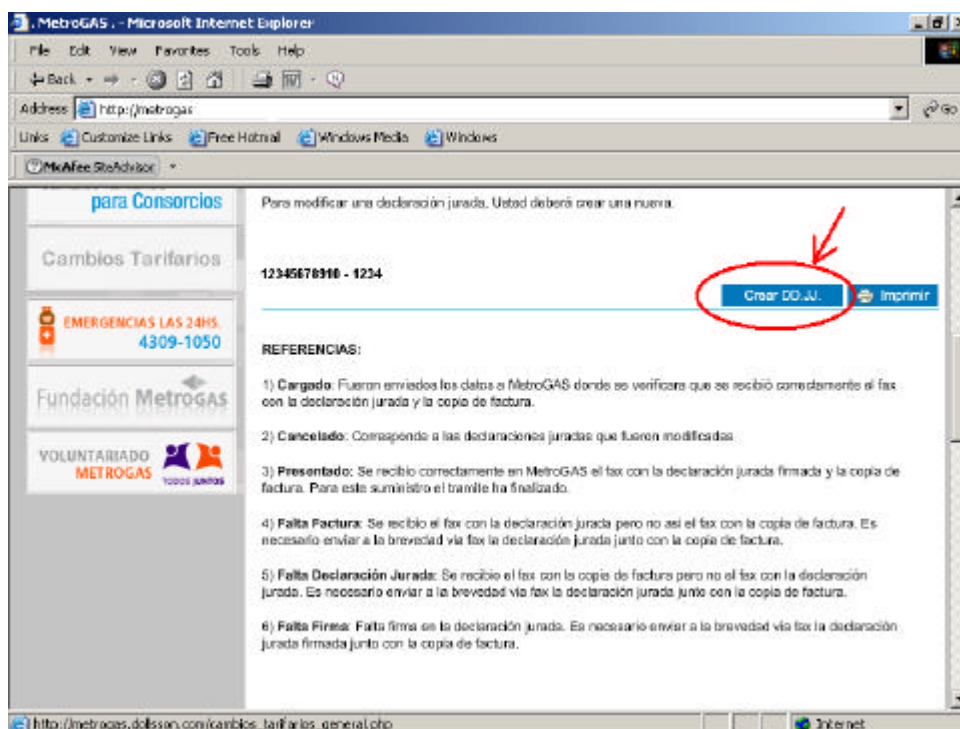 . MetroGAS . - Microsoft Internet Explorer
File Edit View Favorites Tools Help
Back
Address http://metrogas Go
Links Customize Links Free Hotmail Windows Media Windows
McAfee SiteAdvisor
para Consorcios
Cambios Tarifarios
EMERGENCIAS LAS 24HS.
4309-1050
Fundación MetroGAS
VOLUNTARIADO
METROGAS
TODOS JUNTOS
Para modificar una declaración jurada. Usted deberá crear una nueva.
12345678910 - 1234
Crear DD.JJ. Imprimir
REFERENCIAS:
1) Cargado: Fueron enviados los datos a MetroGAS donde se verificara que se recibió correctamente el fax
con la declaración jurada y la copia de factura.
2) Cancelado: Corresponde a las declaraciones juradas que fueron modificadas
3) Presentado: Se recibio correctamente en MetroGAS el fax con la declaración jurada firmada y la copia de
factura. Para este suministro el tramite ha finalizado.
4) Falta Factura: Se recibio el fax con la declaración jurada pero no asi el fax con la copia de factura. Es
necesario enviar a la brevedad via fax la declaración jurada junto con la copia de factura.
5) Falta Declaración Jurada: Se recibio el fax con la copia de factura pero no el fax con la declaración
jurada. Es necesario enviar a la brevedad via fax la declaración jurada junto con la copia de factura.
6) Falta Firma: Falta firma en la declaración jurada. Es necesario enviar a la brevedad via fax la declaración
jurada firmada junto con la copia de factura.
http://metrogas.dolisson.com/cambios_tarifarios_general.php Internet